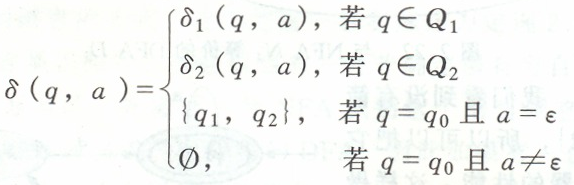 δ1(q, a), 若 q∈Q1
δ2(q, a), 若 q∈Q2
δ(q, a)={
{q1, q2}, 若 q=q0 且 a=ε
∅, 若 q=q0 且 a≠ε